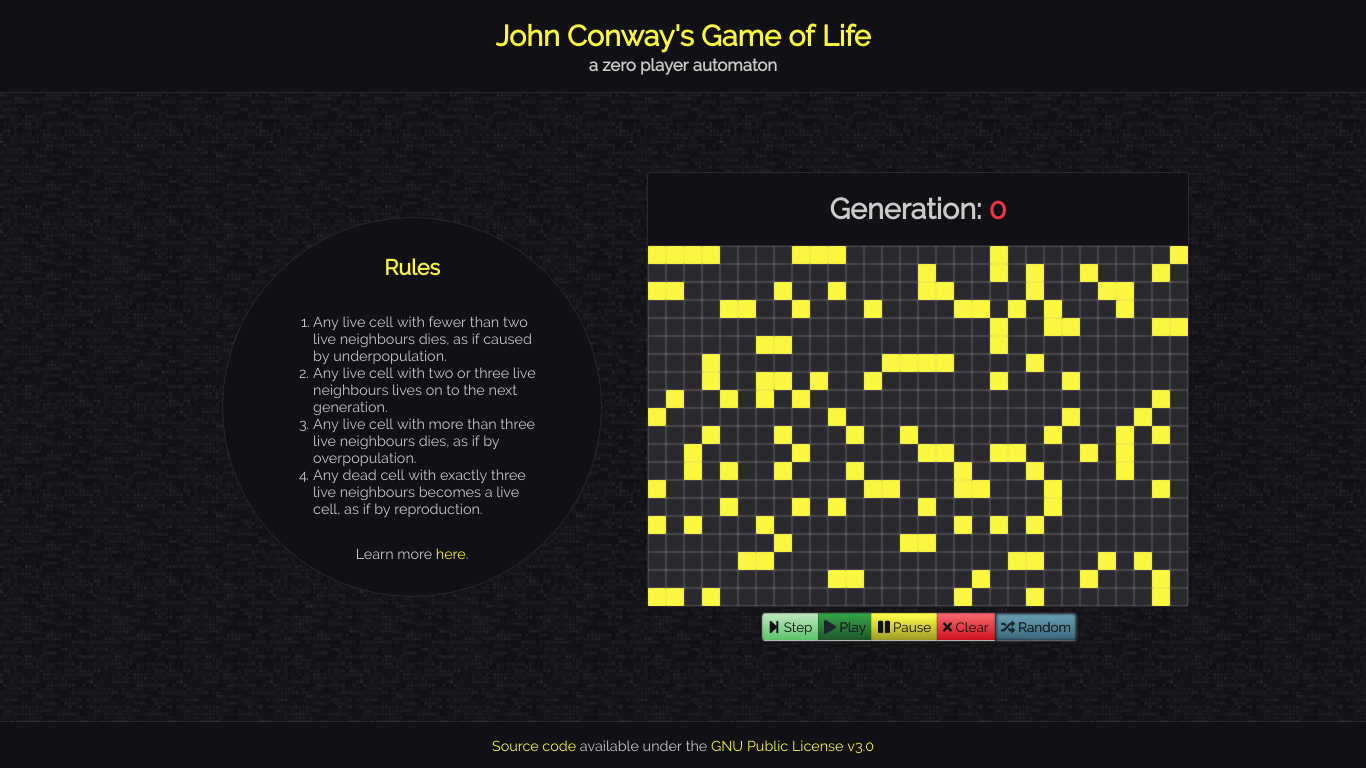 John Conway's Game of Life
a zero player automaton
Rules
1. Any live cell with fewer than two
live neighbours dies, as if caused
by underpopulation.
2. Any live cell with two or three live
neighbours lives on to the next
generation.
3. Any live cell with more than three
live neighbours dies, as if by
overpopulation.
4. Any dead cell with exactly three
live neighbours becomes a live
cell, as if by reproduction.
Learn more here.
Generation: 0
Step Play Pause Clear Random
Source code available under the GNU Public License v3.0